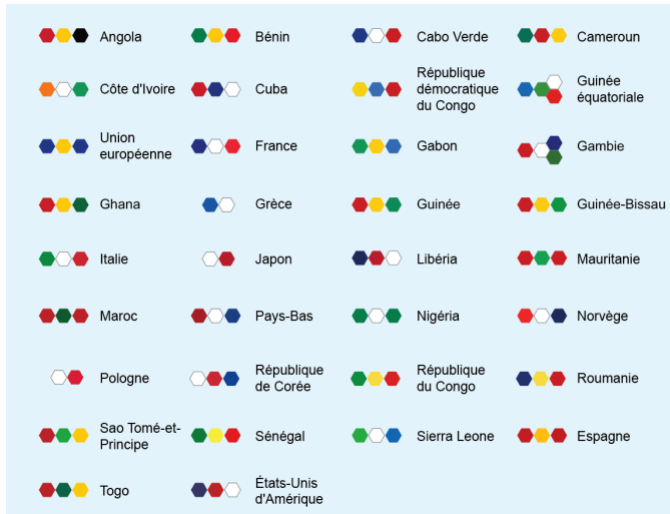 Angola
Bénin
Cabo Verde
Cameroun
Côte d'Ivoire
Cuba
République
démocratique
du Congo
Guinée
équatoriale
Union
européenne
France
Gabon
Gambie
Ghana
Grèce
Guinée
Guinée-Bissau
Italie
Japon
Libéria
Mauritanie
Maroc
Pays-Bas
Nigéria
Norvège
Pologne
République
de Corée
République
du Congo
Roumanie
Sao Tomé-et-
Principe
Sénégal
Sierra Leone
Espagne
Togo
États-Unis
d'Amérique